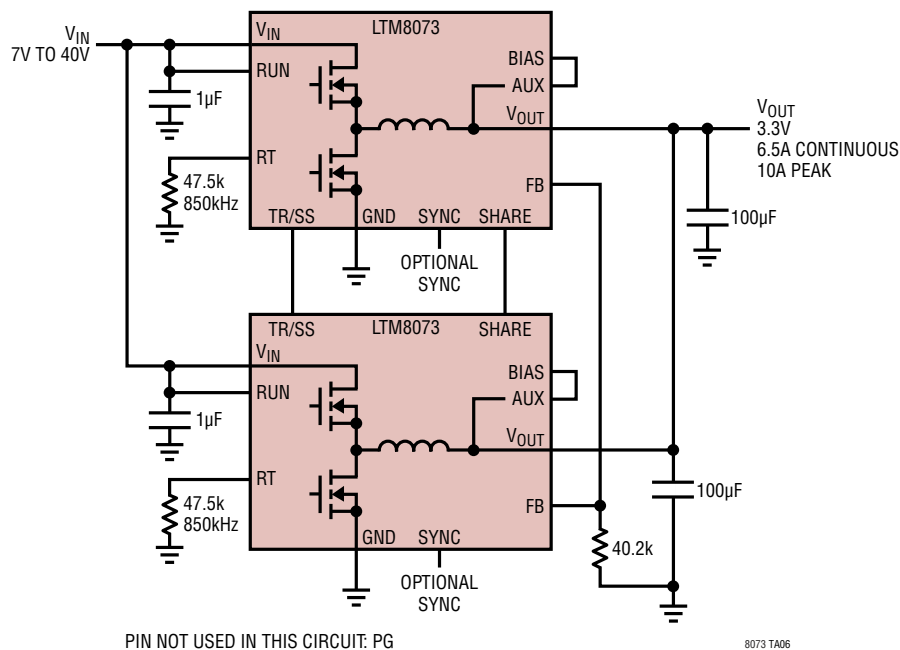 LTM8073
VIN
7V TO 40V
VIN
RUN
1µF
RT
47.5k
850kHz
BIAS
AUX
VOUT
FB
TR/SS
GND
SYNC
SHARE
OPTIONAL
SYNC
VOUT
3.3V
6.5A CONTINUOUS
10A PEAK
100µF
TR/SS
LTM8073
SHARE
VIN
RUN
1µF
RT
47.5k
850kHz
BIAS
AUX
VOUT
FB
GND
SYNC
OPTIONAL
SYNC
100µF
40.2k
PIN NOT USED IN THIS CIRCUIT: PG
8073 TA06